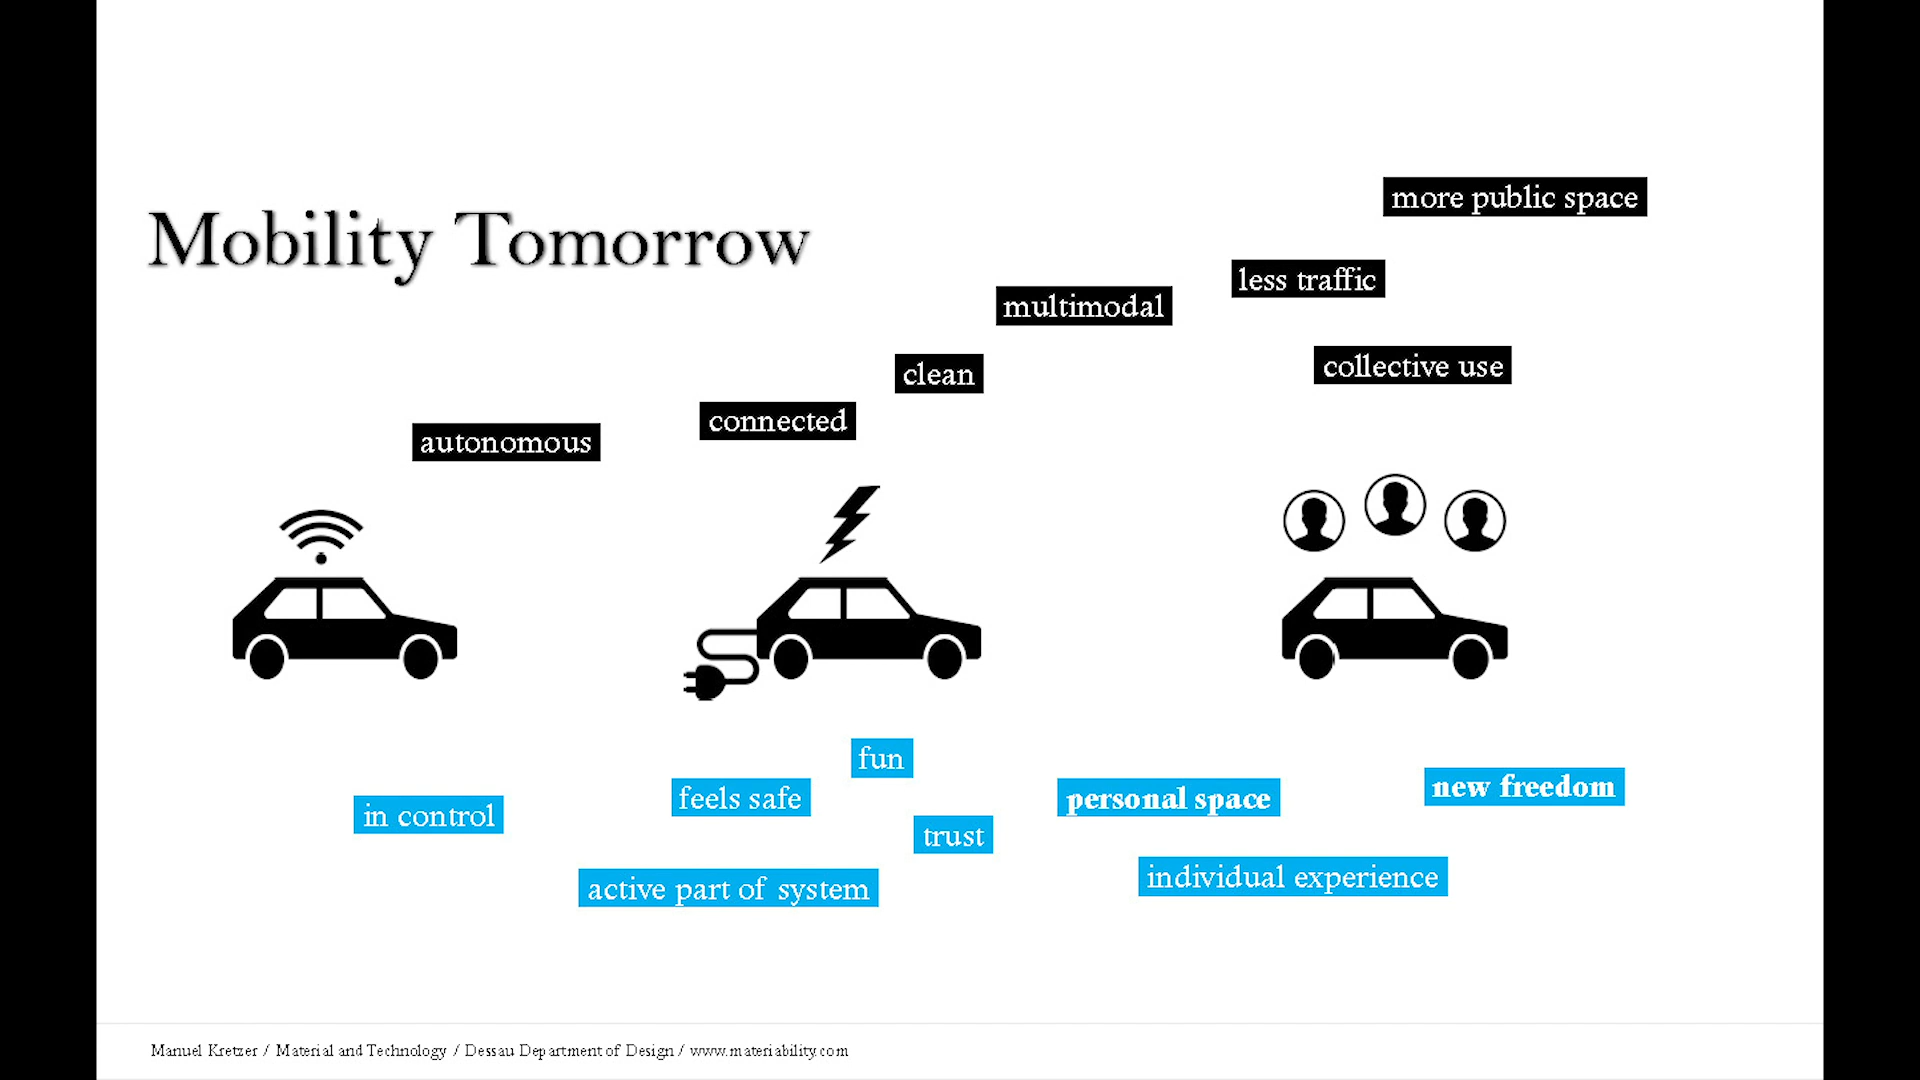 more public space
Mobility Tomorrow
less traffic
multimodal
collective use
clean
connected
autonomous
fun
new freedom
feels safe
personal space
in control
trust
individual experience
active part of system
Manuel Kretzer / Material and Technology / Dessau Department of Design / www.materiability.com